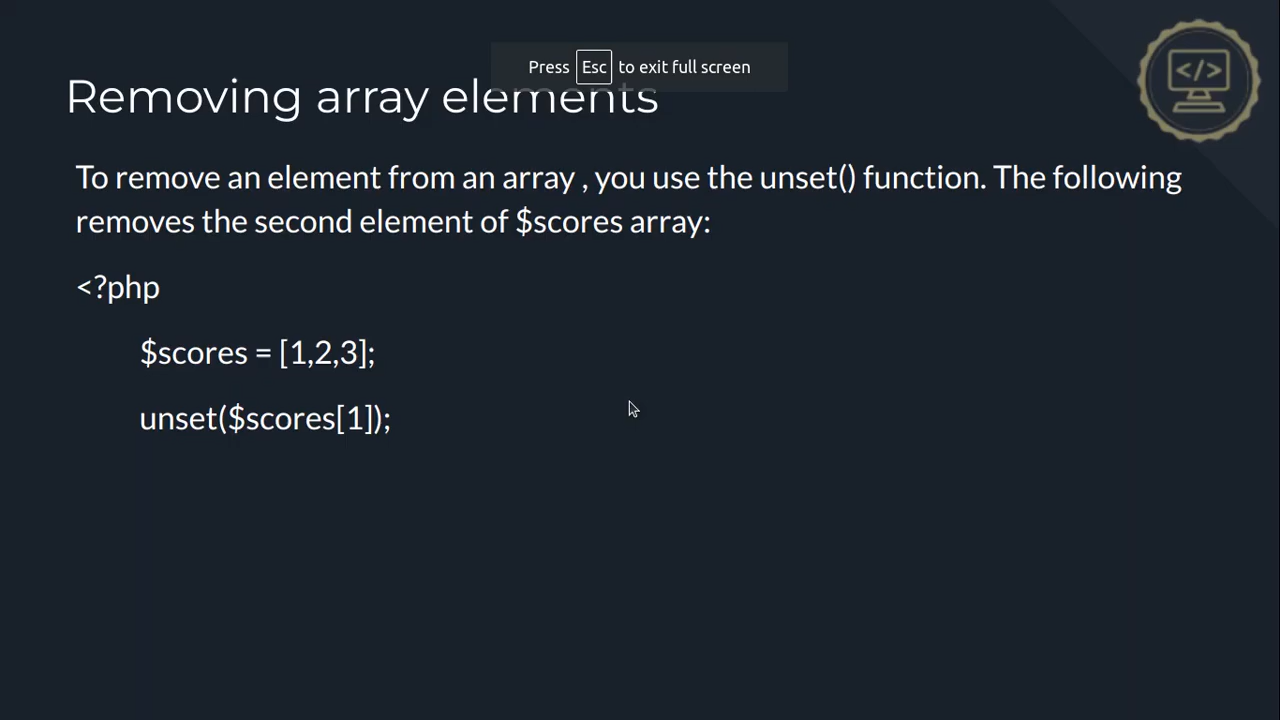 Press Esc to exit full screen
Removing array elements
To remove an element from an array , you use the unset() function. The following
removes the second element of $scores array:
<?php
$scores = [1,2,3];
unset($scores[1]);
</>